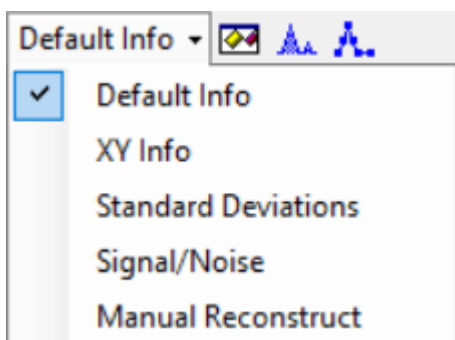 Default Info
Default Info
XY Info
Standard Deviations
Signal/Noise
Manual Reconstruct